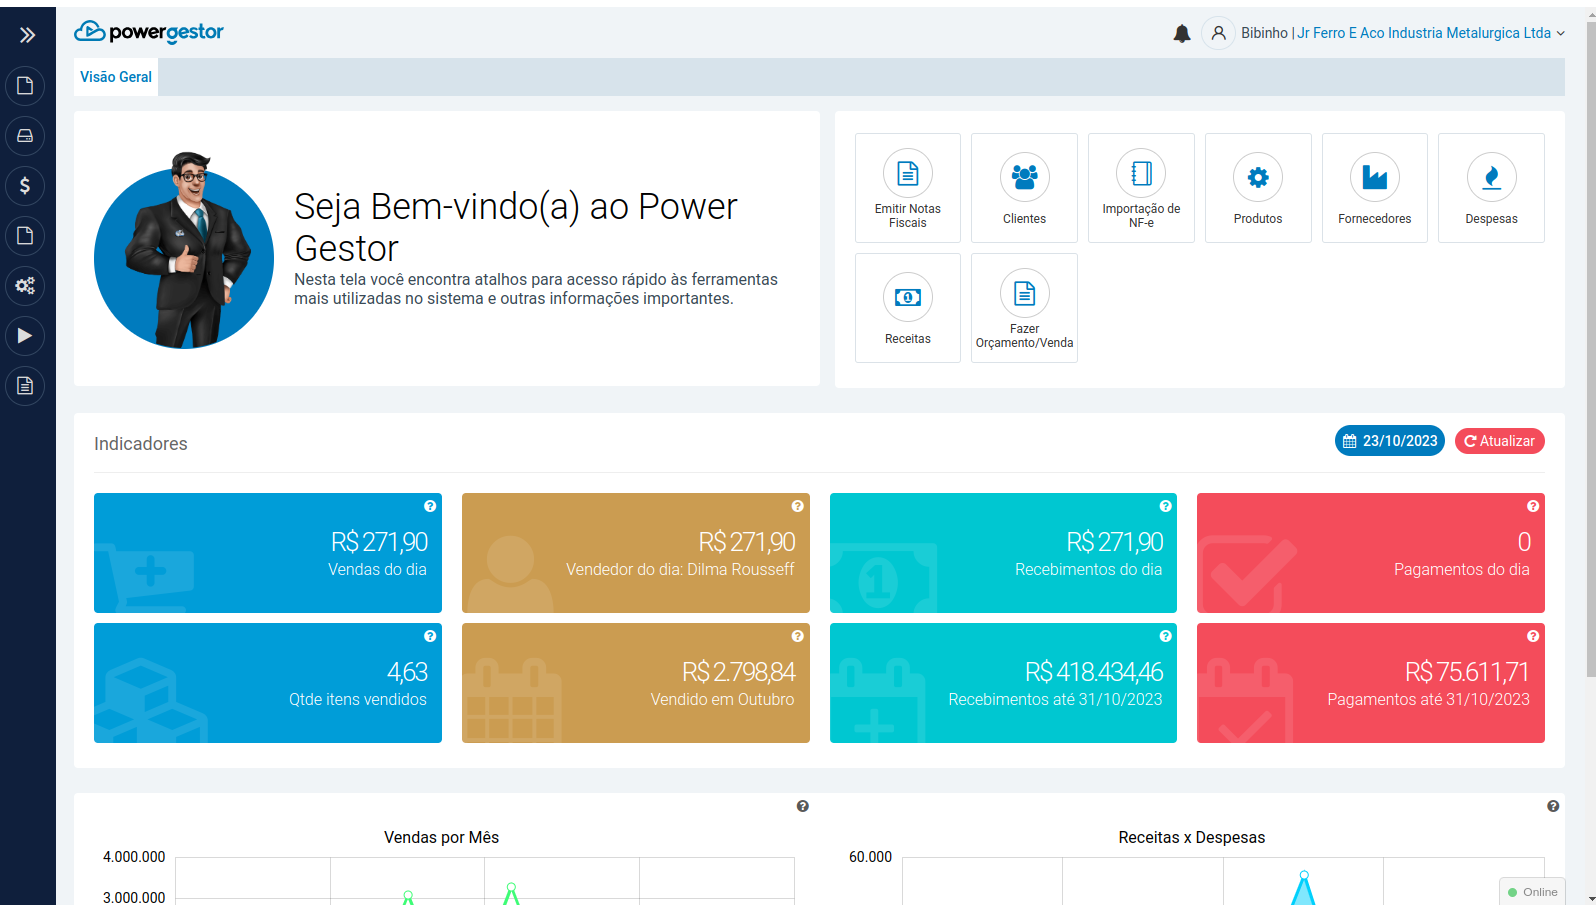 powergestor
Bibinho | Jr Ferro E Aco Industria Metalurgica Ltda
Visão Geral
Seja Bem-vindo(a) ao Power
Gestor
Nesta tela você encontra atalhos para acesso rápido às ferramentas
mais utilizadas no sistema e outras informações importantes.
Emitir Notas
Fiscais
Clientes
Importação de
NF-e
Produtos
Fornecedores
Despesas
Receitas
Fazer
Orçamento/Venda
Indicadores
23/10/2023
Atualizar
R$ 271,90
Vendas do dia
R$ 271,90
Vendedor do dia: Dilma Rousseff
R$ 271,90
Recebimentos do dia
0
Pagamentos do dia
4,63
Qtde itens vendidos
R$ 2.798,84
Vendido em Outubro
R$ 418.434,46
Recebimentos até 31/10/2023
R$ 75.611,71
Pagamentos até 31/10/2023
Vendas por Mês
4.000.000
3.000.000
Receitas x Despesas
60.000
Online